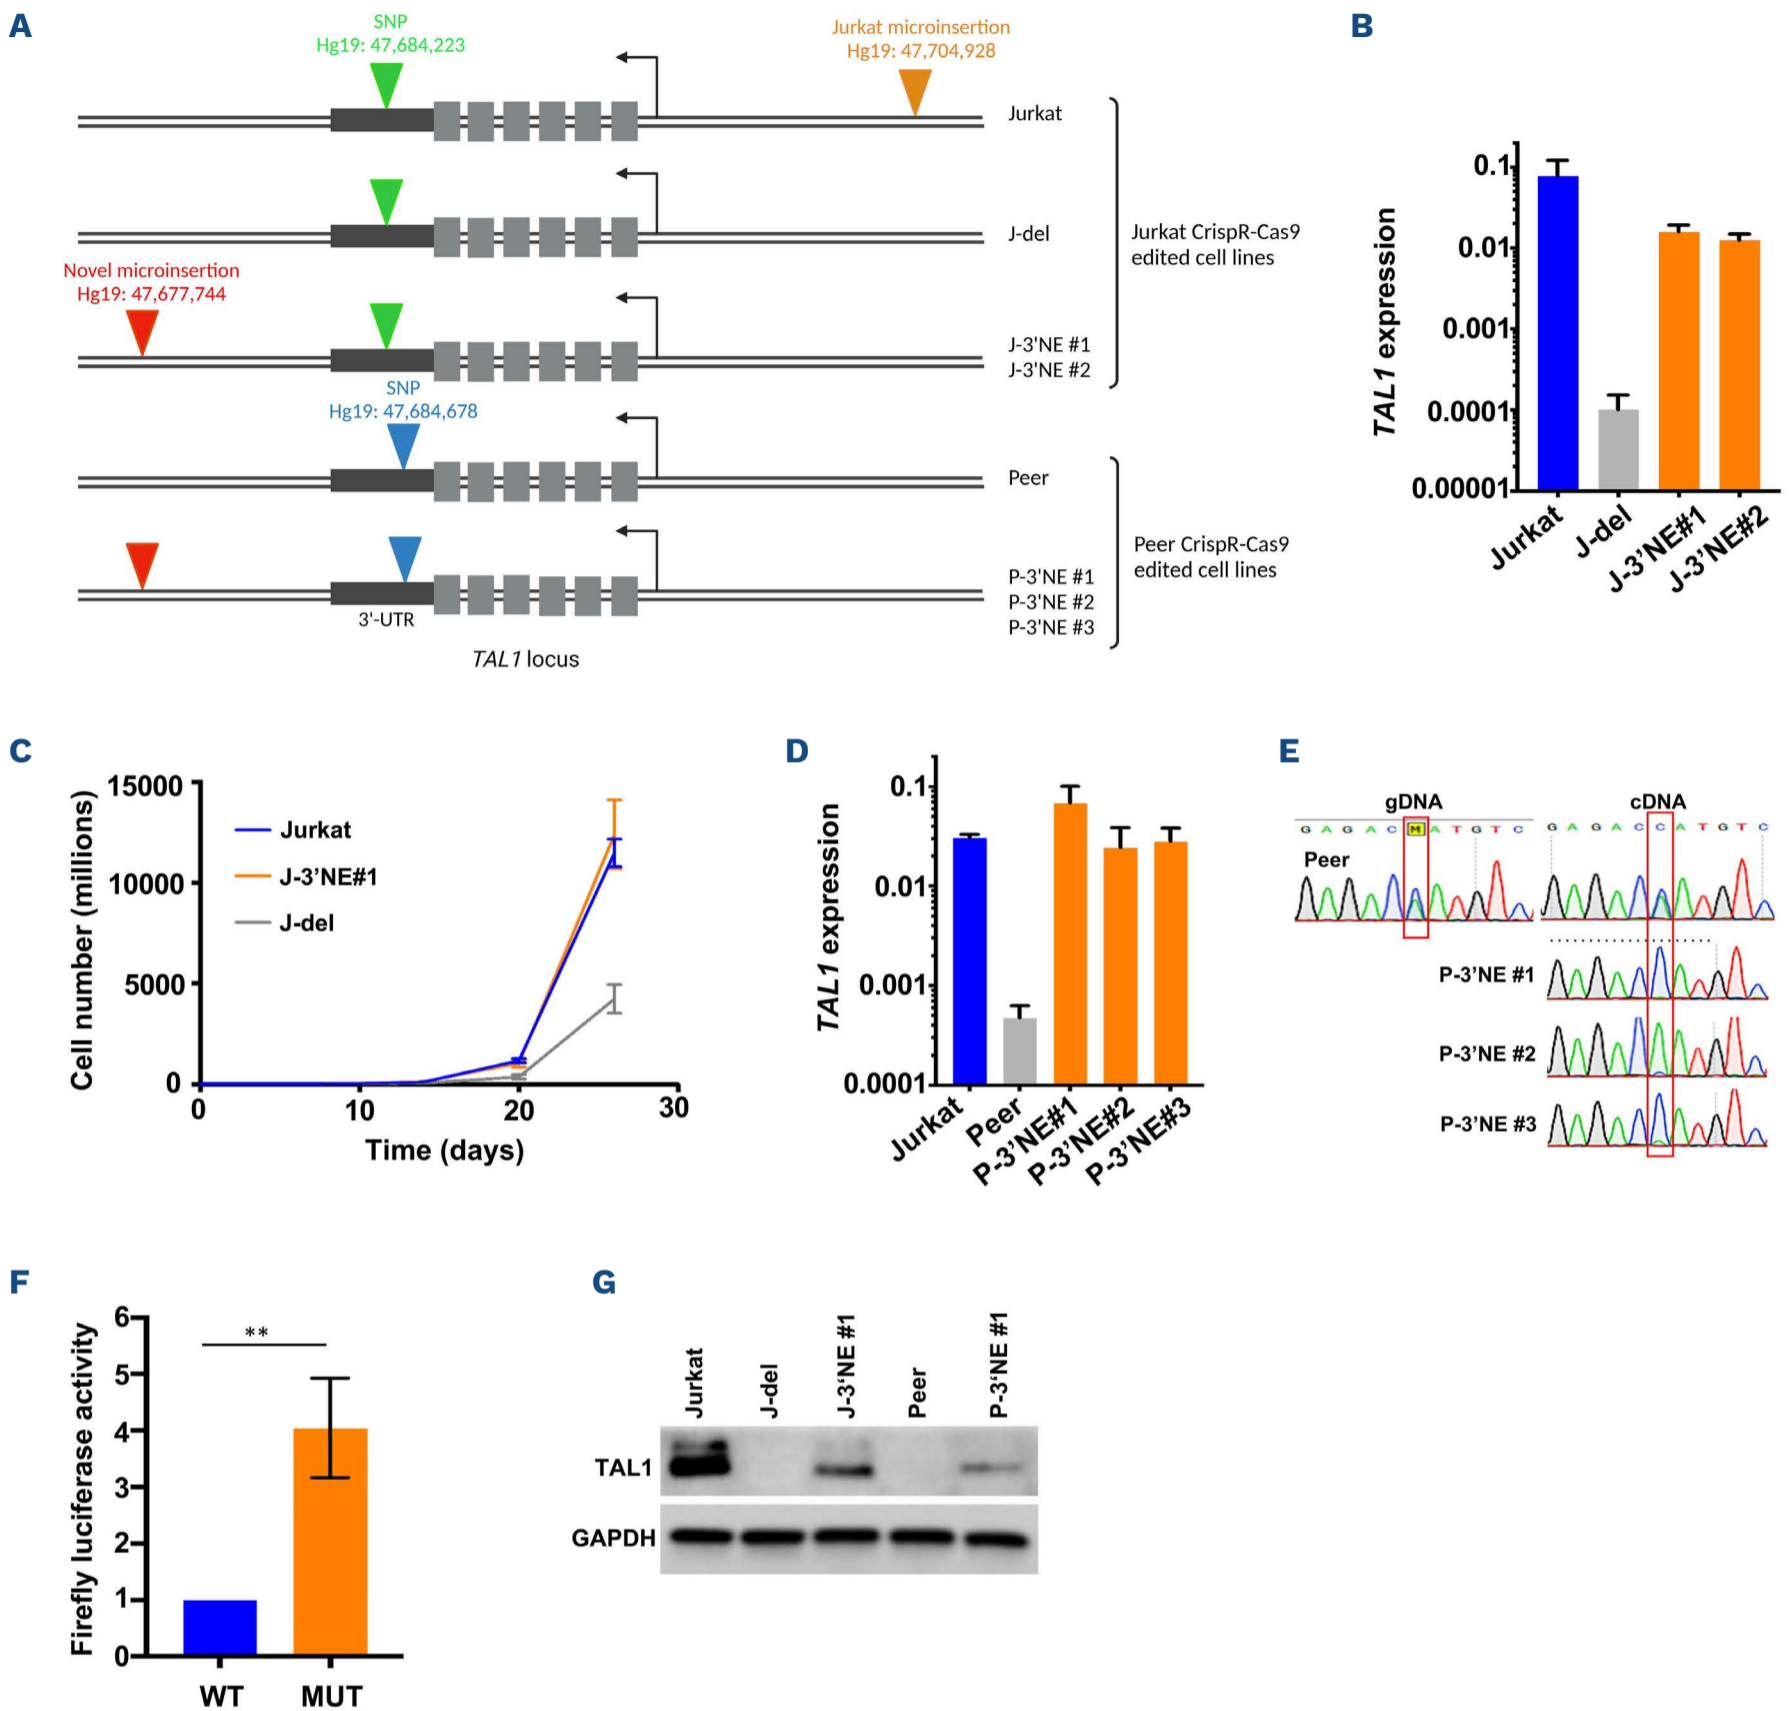 A
SNP
Hg19: 47,684,223
Jurkat microinsertion
Hg19: 47,704,928
Jurkat
J-del
Novel microinsertion
Hg19: 47,677,744
J-3'NE #1
J-3'NE #2
Jurkat CrispR-Cas9
edited cell lines
SNP
Hg19: 47,684,678
Peer
P-3'NE #1
P-3'NE #2
P-3'NE #3
Peer CrispR-Cas9
edited cell lines
3'-UTR
TAL1 locus
B
TAL1 expression
0.1
0.01
0.001
0.0001
0.00001
Jurkat
J-del
J-3’NE#1
J-3’NE#2
C
Cell number (millions)
15000
10000
5000
0
Jurkat
J-3’NE#1
J-del
0
10
20
30
Time (days)
D
TAL1 expression
0.1
0.01
0.001
0.0001
Jurkat
Peer
P-3’NE#1
P-3’NE#2
P-3’NE#3
E
gDNA
cDNA
G A G A C M A T G T C
G A G A C C A T G T C
Peer
P-3’NE #1
P-3’NE #2
P-3’NE #3
F
Firefly luciferase activity
6
5
4
3
2
1
0
**
WT
MUT
G
Jurkat
J-del
J-3‘NE #1
Peer
P-3‘NE #1
TAL1
GAPDH